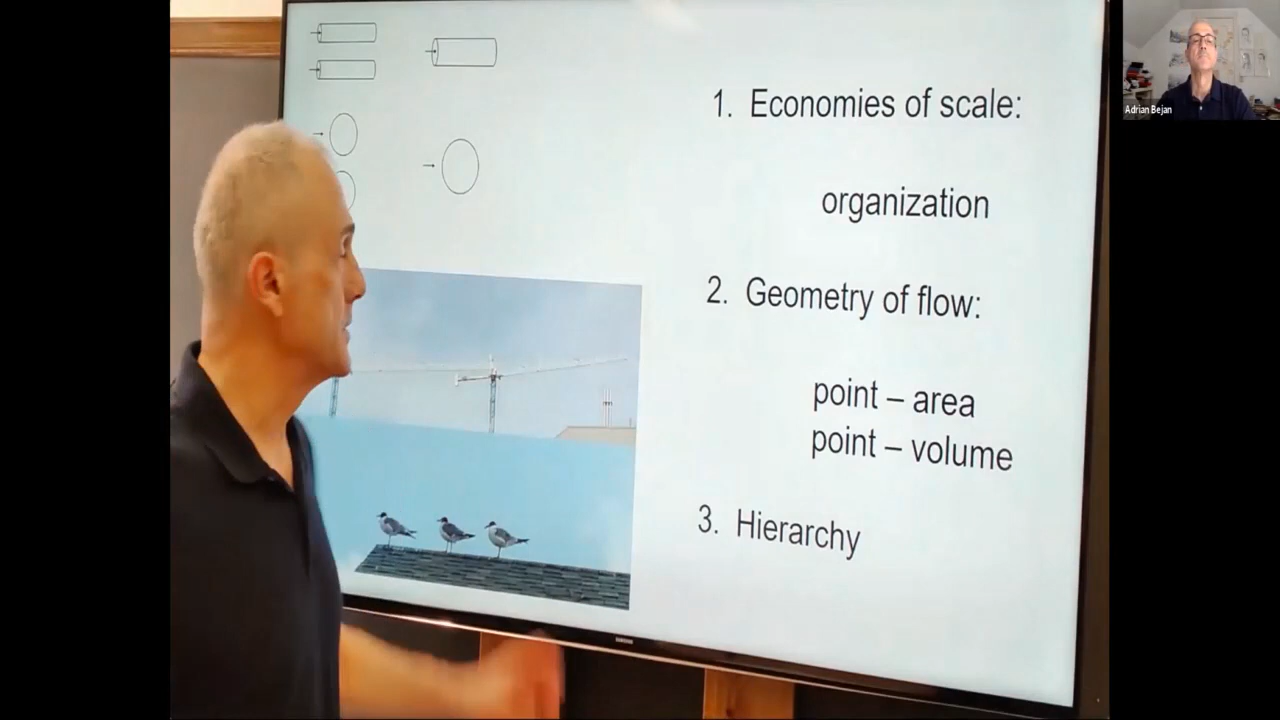 1. Economies of scale:
organization
2. Geometry of flow:
point – area
point – volume
3. Hierarchy
SAMSUNG
Adrian Bejan